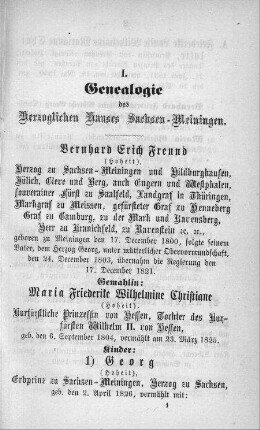 I.
Genealogie
des
Herzoglichen Hauses Sachsen-Meiningen.
Bernhard Erich Freund
(Hoheit),
Herzog zu Sachsen-Meiningen und Hildburghausen,
Jülich, Cleve und Berg, auch Engern und Westphalen,
souverainer Fürst zu Saalfeld, Landgraf in Thüringen,
Markgraf zu Meissen, gefürsteter Graf zu Henneberg
Graf zu Camburg, zu der Mark und Ravensberg,
Herr zu Kranichfeld, zu Ravenstein ꝛc. ꝛc.,
geboren zu Meiningen den 17. December 1800, folgte seinem
Vater, dem Herzog Georg, unter mütterlicher Obervormundschaft,
den 24. December 1803, übernahm die Regierung den
17. December 1821.
Gemahlin:
Maria Friederike Wilhelmine Christiane
(Hoheit),
Kurfürstliche Prinzessin von Hessen, Tochter des Kur-
fürsten Wilhelm II. von Hessen,
geb. den 6. September 1804, vermählt am 23. März 1825.
Kinder:
1) Georg
(Hoheit),
Erbprinz zu Sachsen-Meiningen, Herzog zu Sachsen,
geb. den 2. April 1826, vermählt mit:
1